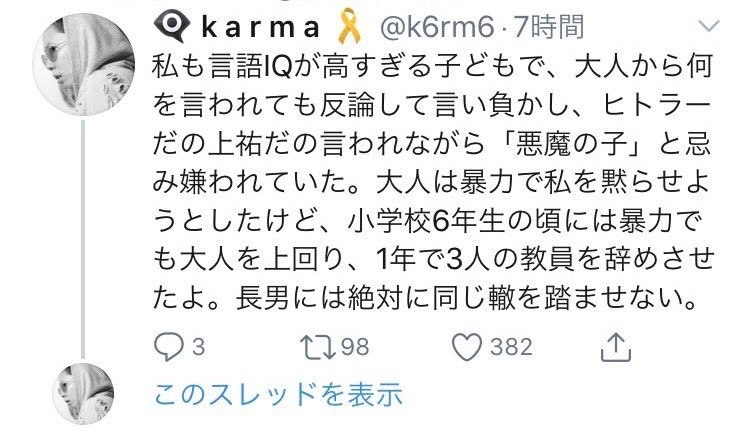 karma🎗 @k6rm6·7時間
私も言語IQが高すぎる子どもで、大人から何
を言われても反論して言い負かし、ヒトラー
だの上祐だの言われながら「悪魔の子」と忌
み嫌われていた。大人は暴力で私を黙らせよ
うとしたけど、小学校6年生の頃には暴力で
も大人を上回り、1年で3人の教員を辞めさせ
たよ。長男には絶対に同じ轍を踏ませない。
3 98 382
このスレッドを表示